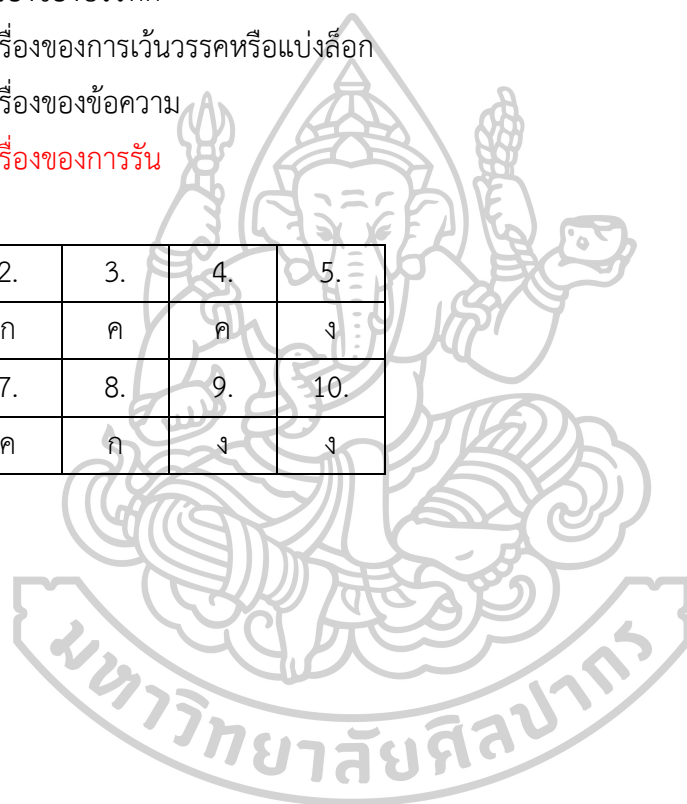 รื่องของการเว้นวรรคหรือแบ่งล็อก
รื่องของข้อความ
รื่องของการรัน
2. 3. 4. 5.
ก ค ค ง
7. 8. 9. 10.
ค ก ง ง
มหาวิทยาลัยศิลปากร